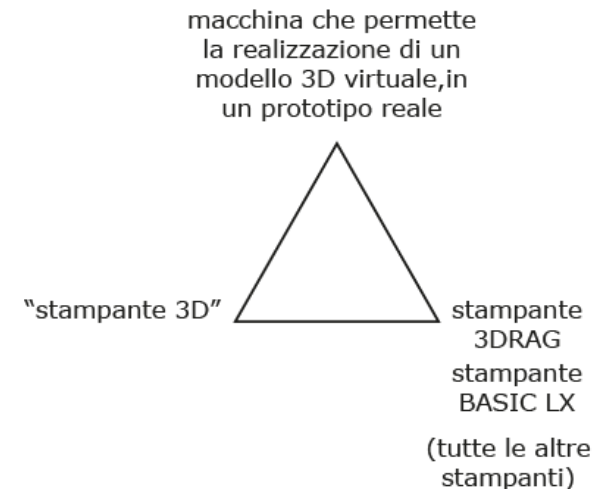 macchina che permette
la realizzazione di un
modello 3D virtuale,in
un prototipo reale
“stampante 3D”
stampante
3DRAG
stampante
BASIC LX
(tutte le altre
stampanti)